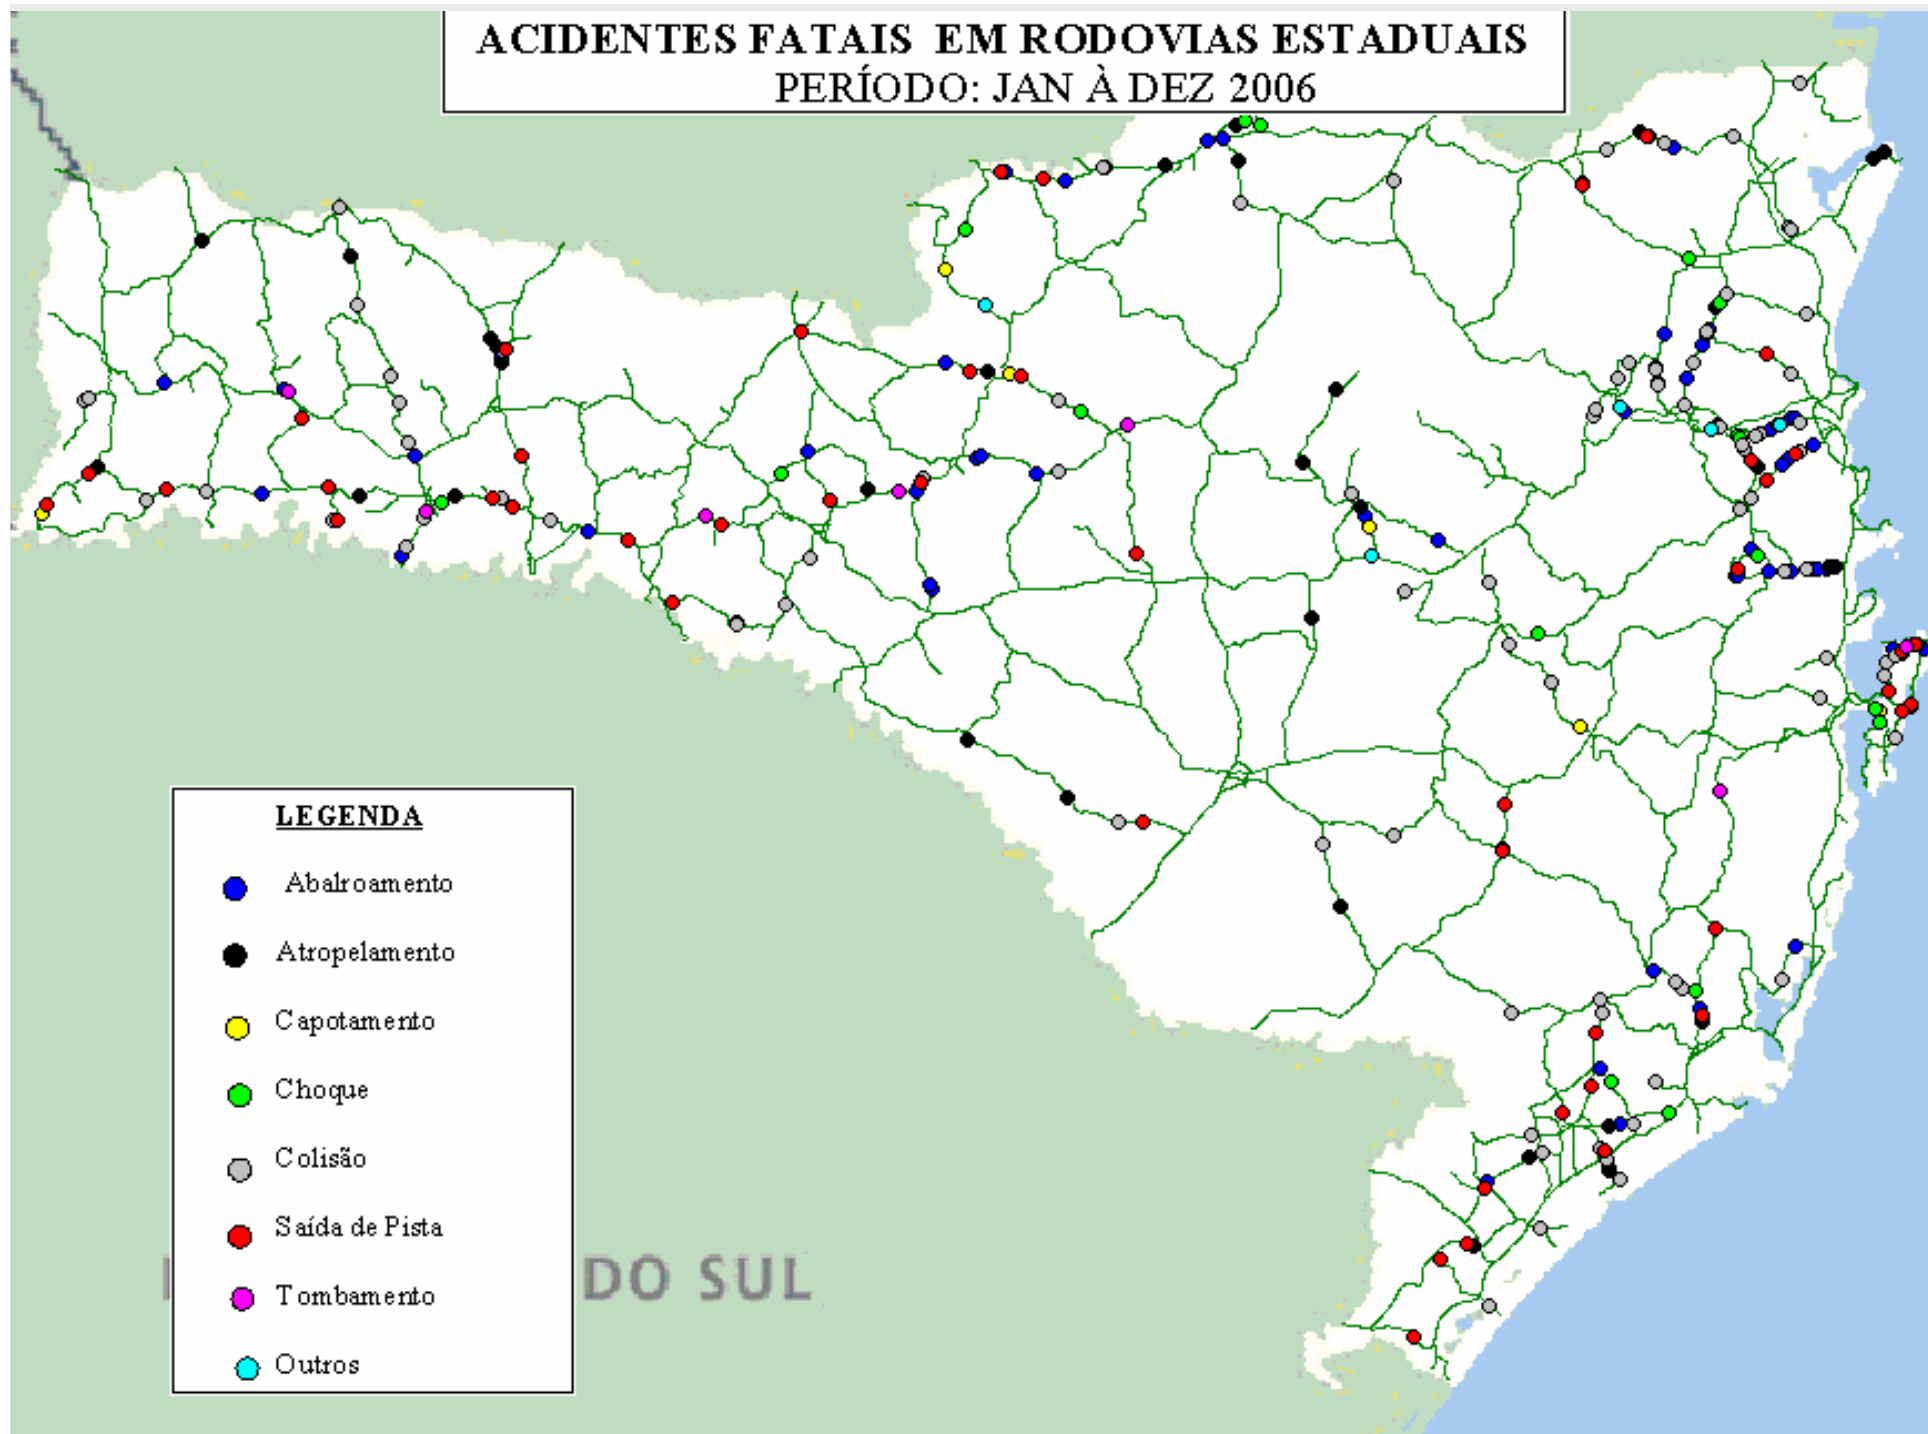 ACIDENTES FATAIS EM RODOVIAS ESTADUAIS
PERÍODO: JAN À DEZ 2006
LEGENDA
Abalroamento
Atropelamento
Capotamento
Choque
Colisão
Saída de Pista
Tombamento
Outros
DO SUL